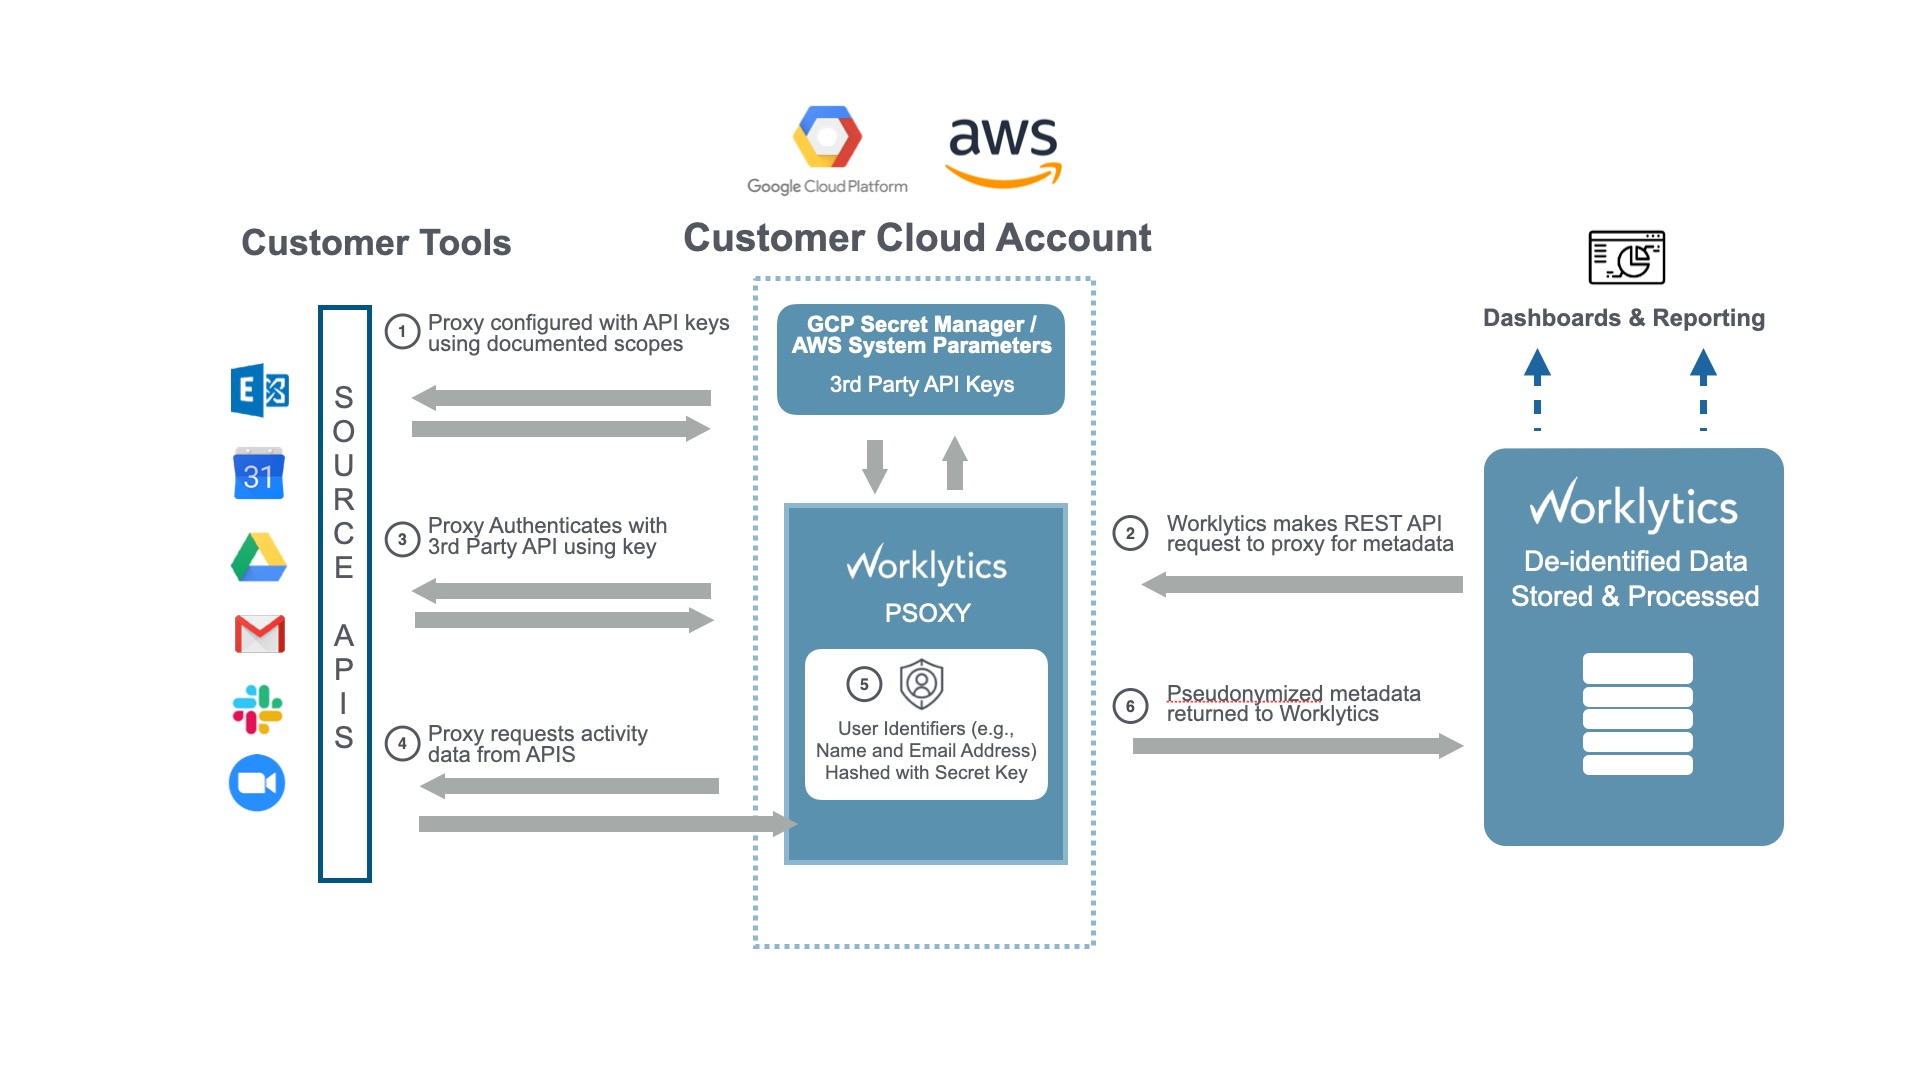 Google Cloud Platform
aws
Customer Tools
Customer Cloud Account
Dashboards & Reporting
E
31
S
O
U
R
C
E
A
P
I
S
1
Proxy configured with API keys
using documented scopes
GCP Secret Manager /
AWS System Parameters
3rd Party API Keys
3
Proxy Authenticates with
3rd Party API using key
4
Proxy requests activity
data from APIS
Worklytics
PSOXY
5
User Identifiers (e.g.,
Name and Email Address)
Hashed with Secret Key
2
Worklytics makes REST API
request to proxy for metadata
6
Pseudonymized metadata
returned to Worklytics
Worklytics
De-identified Data
Stored & Processed